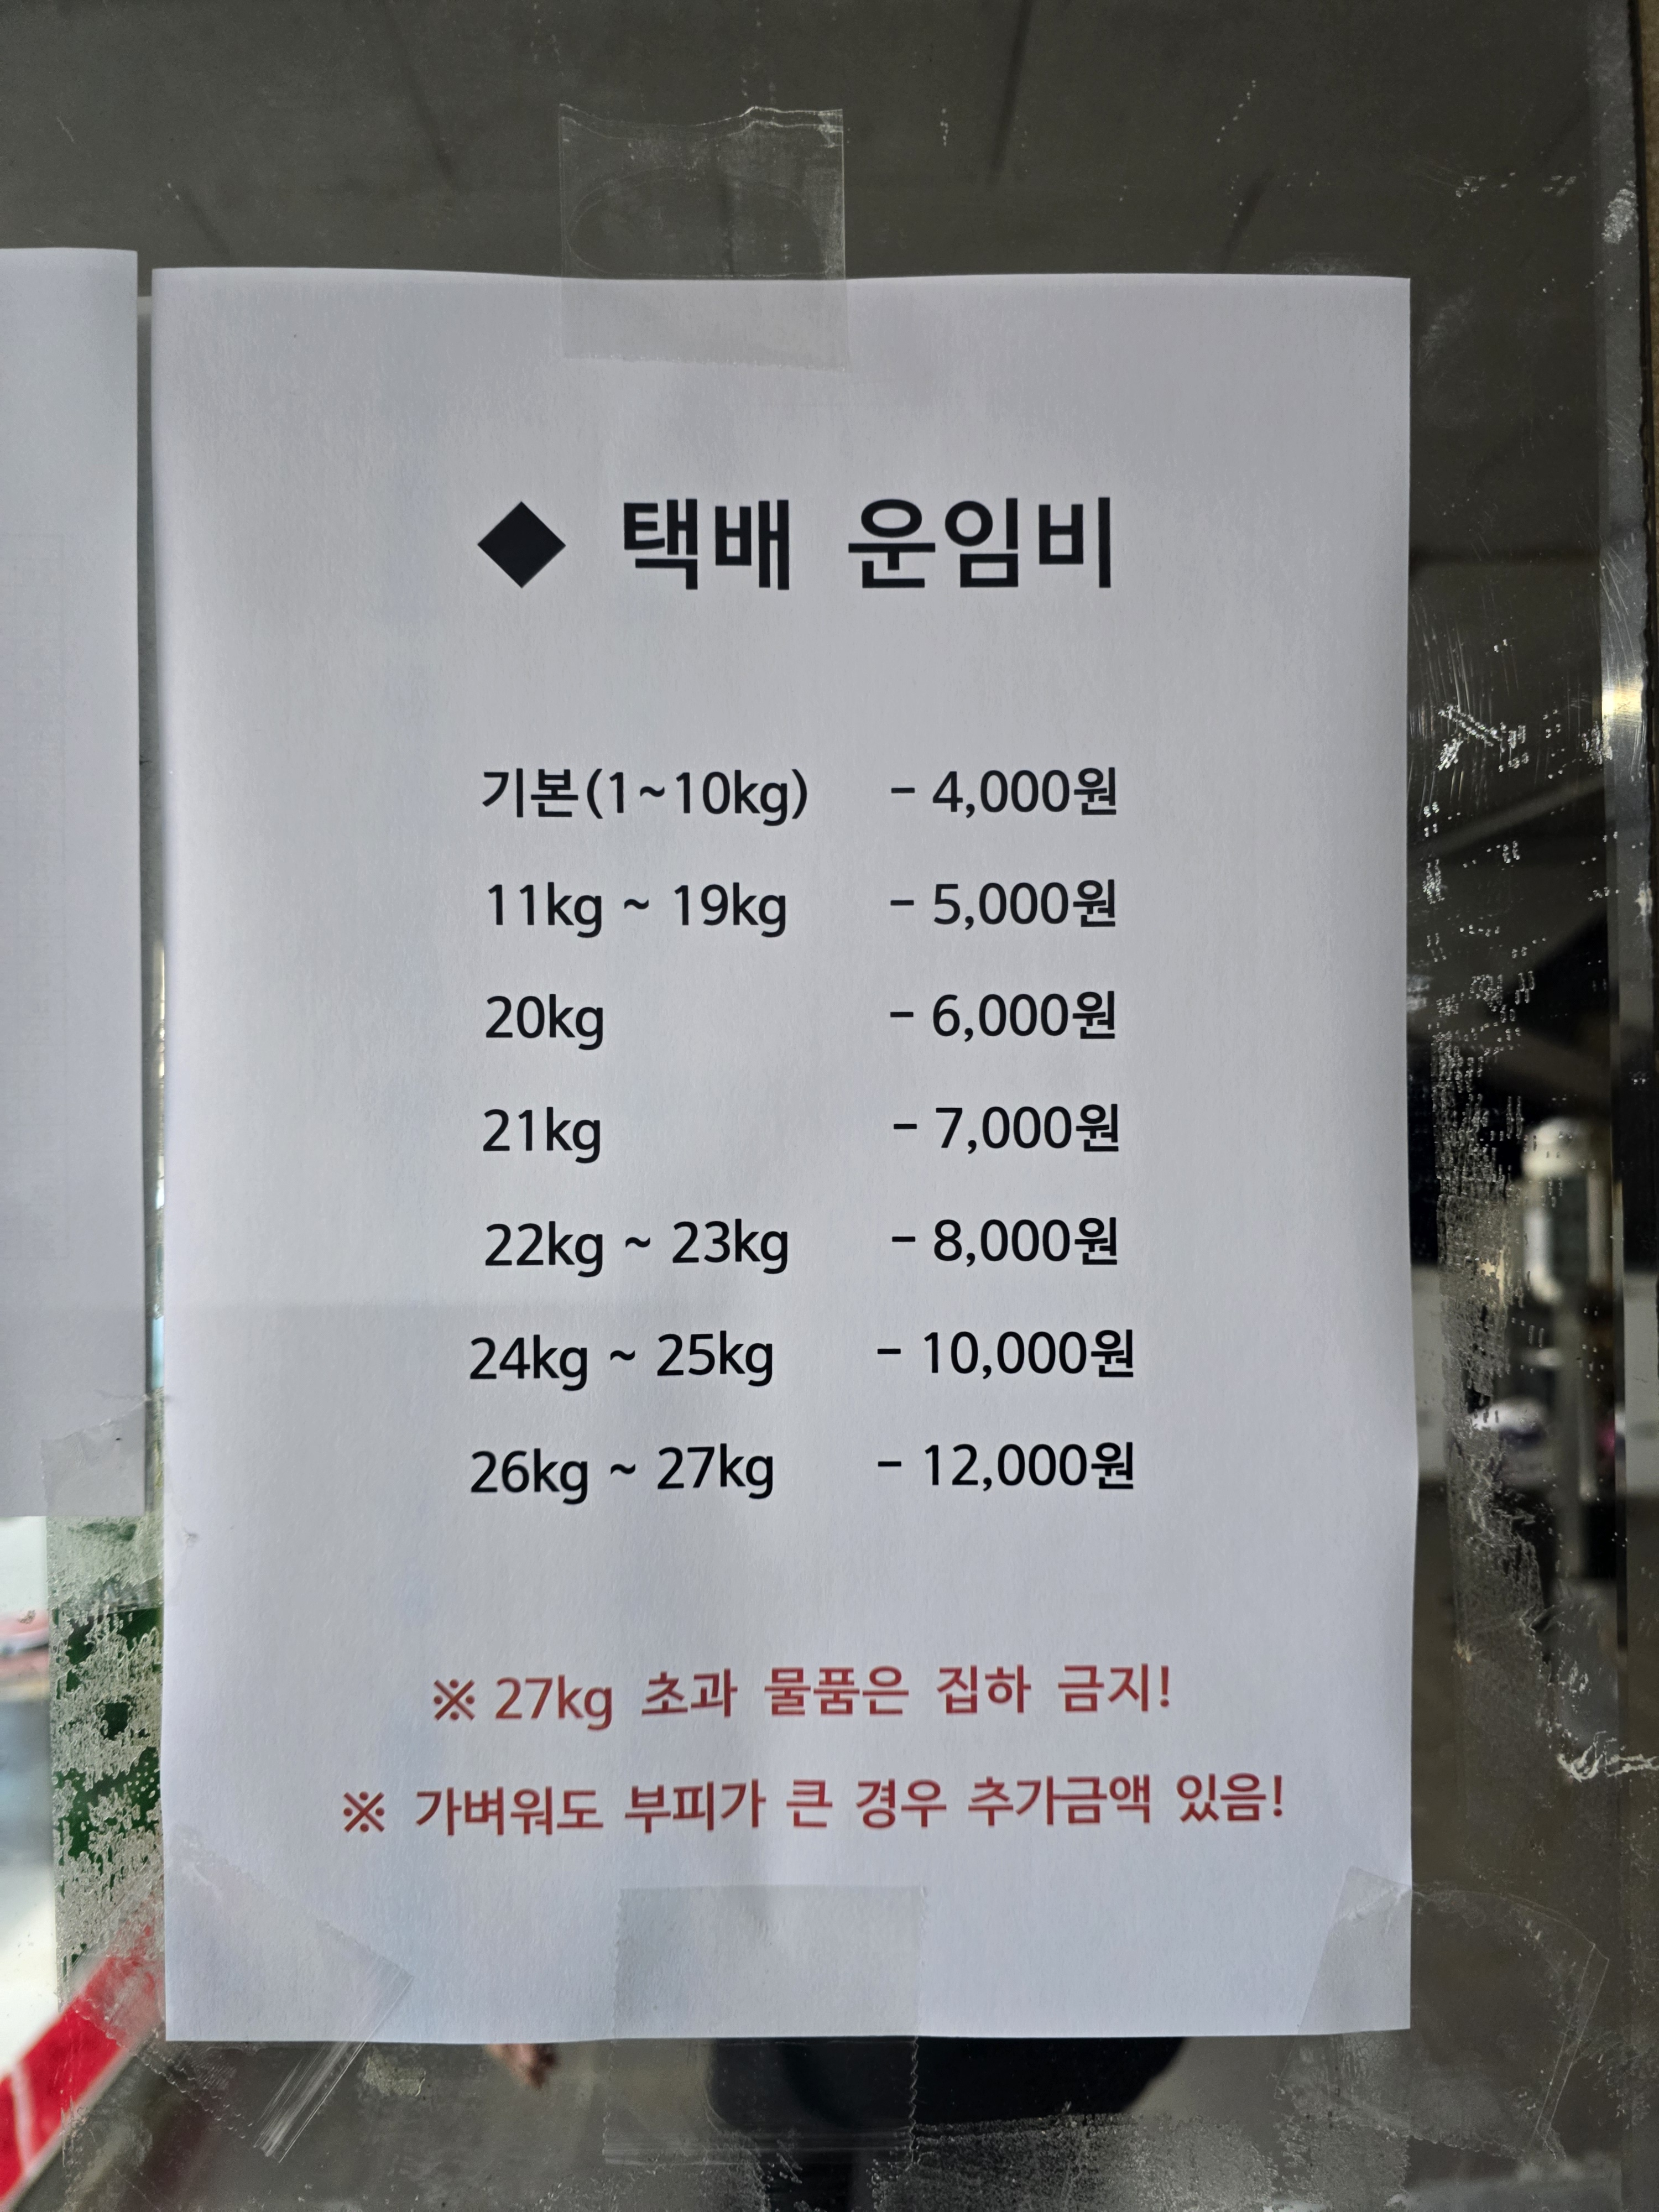 ◆ 택배 운임비
기본(1~10kg) - 4,000원
11kg ~ 19kg - 5,000원
20kg - 6,000원
21kg - 7,000원
22kg ~ 23kg - 8,000원
24kg ~ 25kg - 10,000원
26kg ~ 27kg - 12,000원
※ 27kg 초과 물품은 집하 금지!
※ 가벼워도 부피가 큰 경우 추가금액 있음!